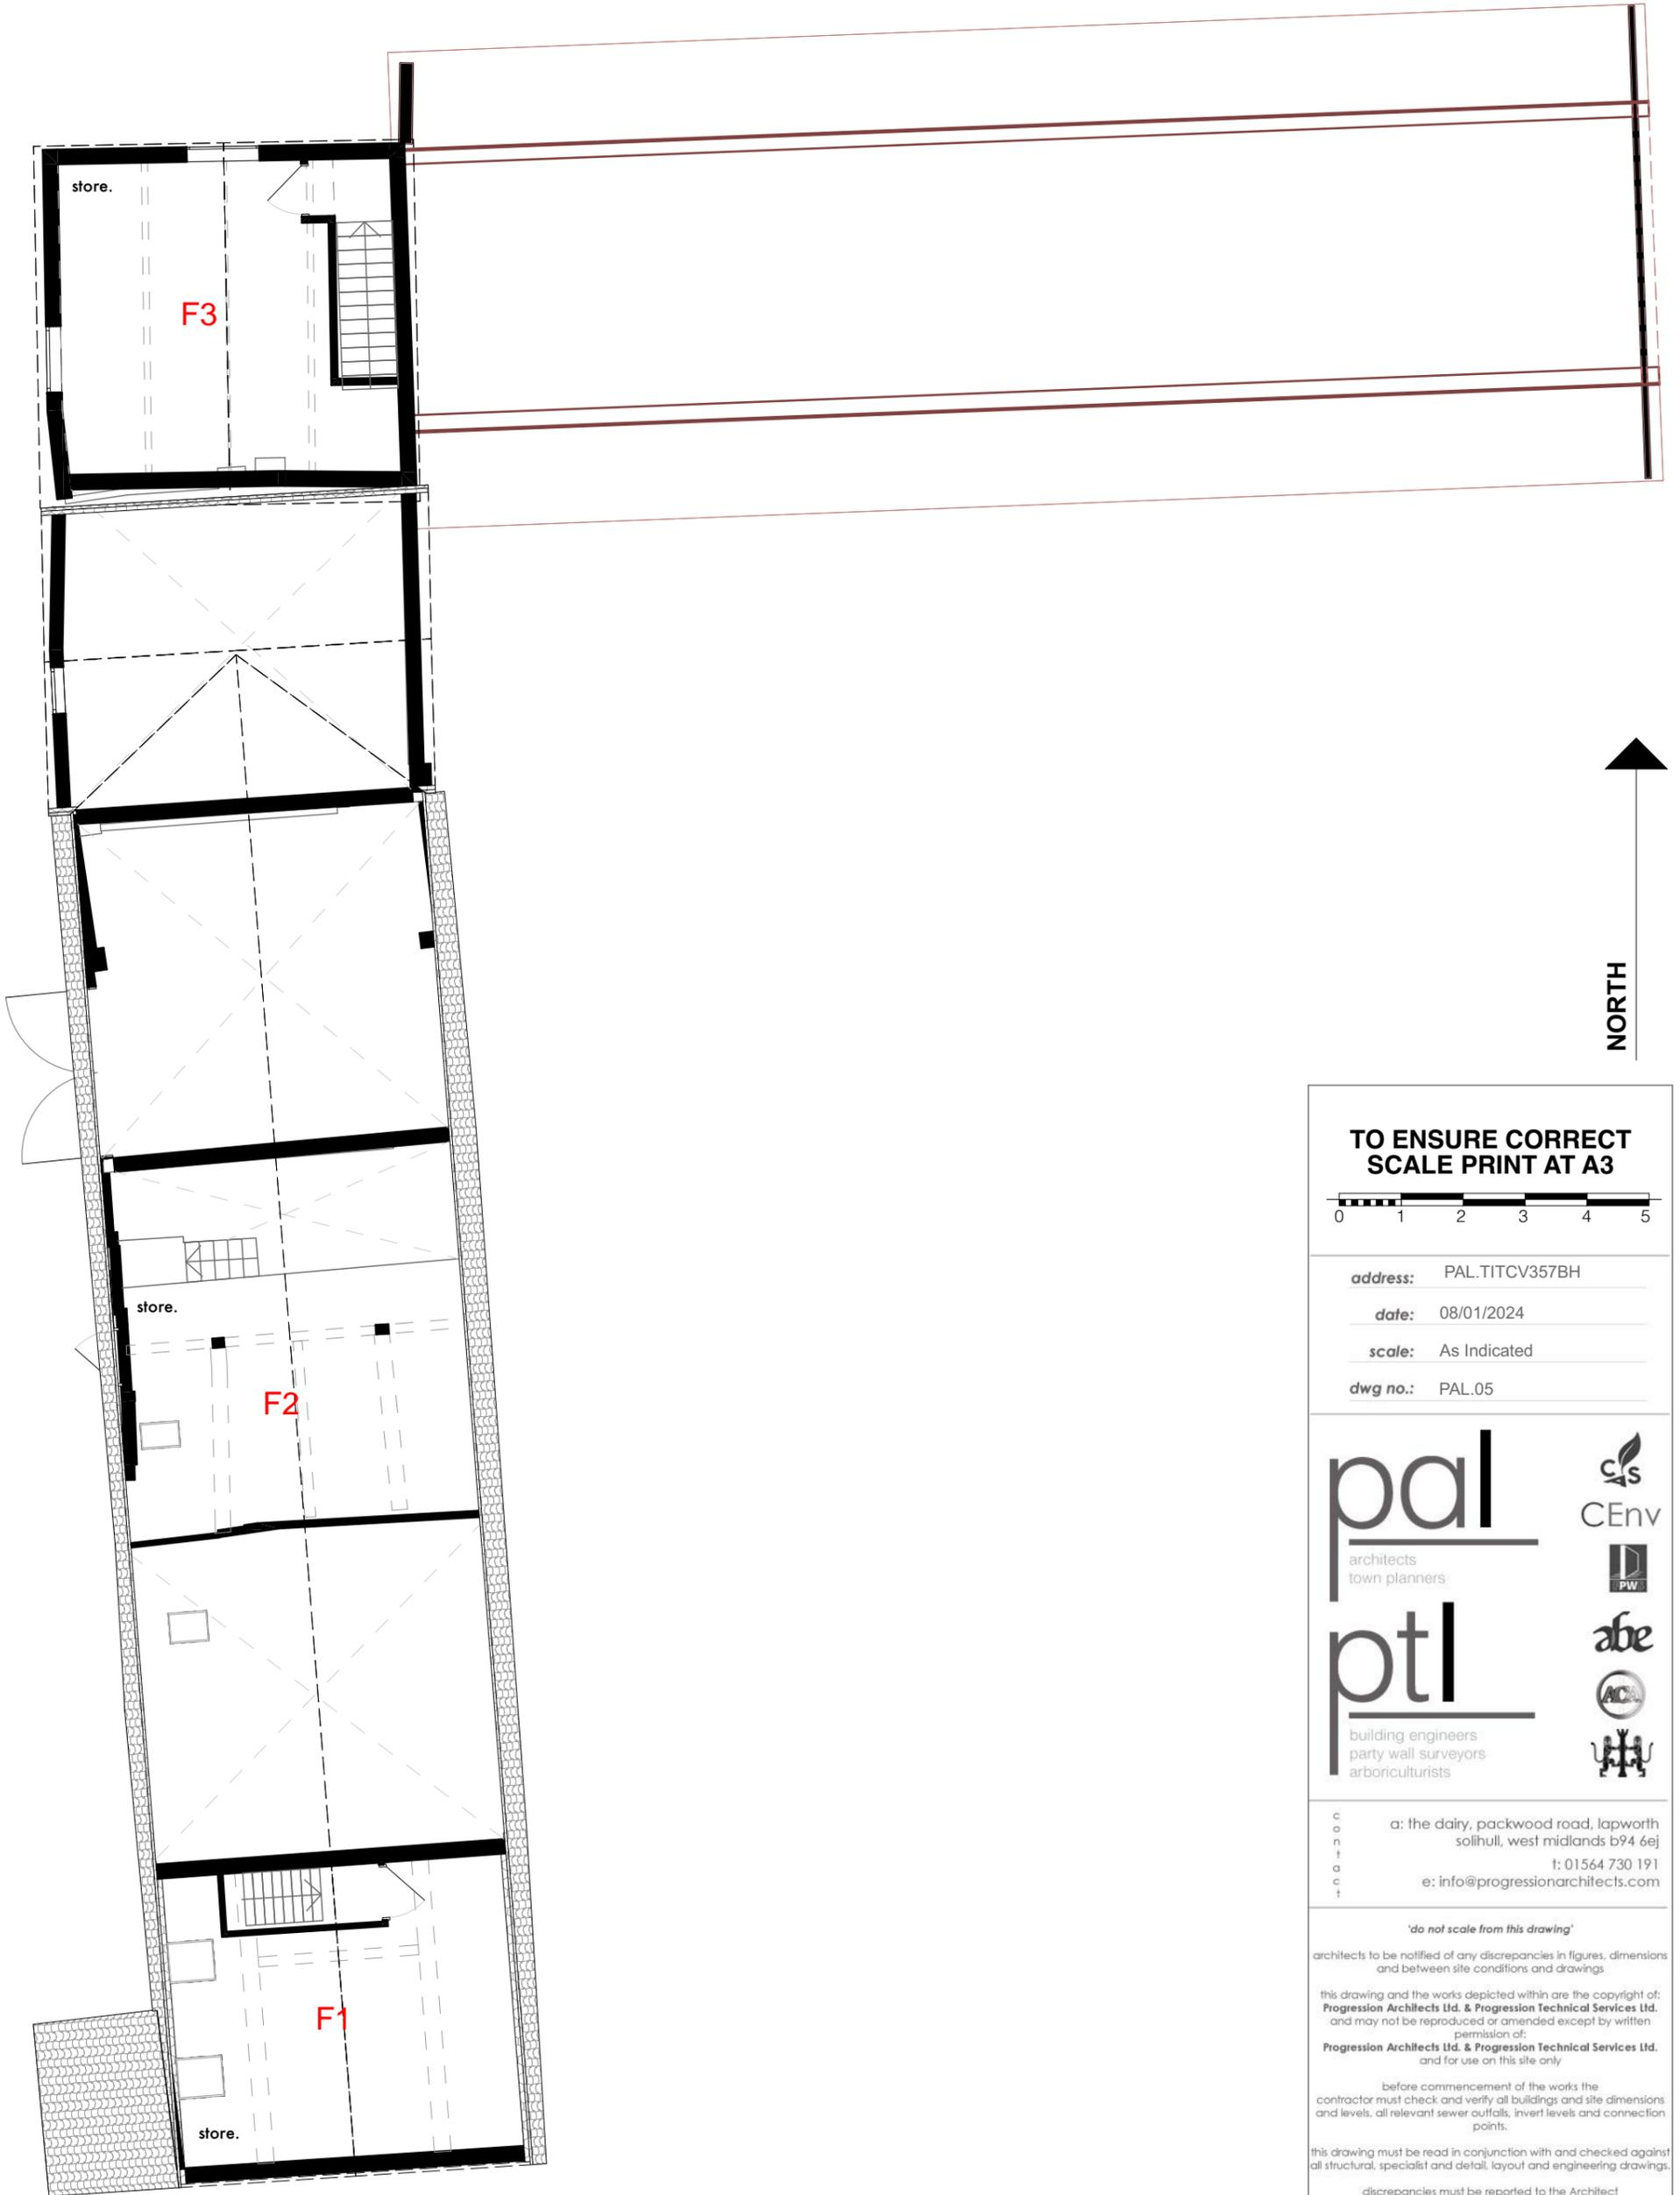 store.
F3
NORTH
TO ENSURE CORRECT
SCALE PRINT AT A3
0 1 2 3 4 5
address: PAL.TITCV357BH
date: 08/01/2024
scale: As Indicated
dwg no.: PAL.05
store.
F2
pal
architects
town planners
CAS
CEnv
PW
ptl
abe
ACA
building engineers
party wall surveyors
arboriculturists
contact
a: the dairy, packwood road, lapworth
solihull, west midlands b94 6ej
t: 01564 730 191
e: info@progressionarchitects.com
F1
store.
'do not scale from this drawing'
architects to be notified of any discrepancies in figures, dimensions
and between site conditions and drawings
this drawing and the works depicted within are the copyright of:
Progression Architects Ltd. & Progression Technical Services Ltd.
and may not be reproduced or amended except by written
permission of:
Progression Architects Ltd. & Progression Technical Services Ltd.
and for use on this site only
before commencement of the works the
contractor must check and verify all buildings and site dimensions
and levels, all relevant sewer outfalls, invert levels and connection
points.
this drawing must be read in conjunction with and checked against
all structural, specialist and detail, layout and engineering drawings.
discrepancies must be reported to the Architect